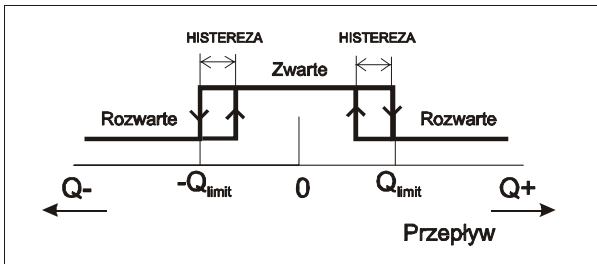 HISTEREZA HISTEREZA
Zwarte
Rozwarte Rozwarte
Q- -Qlimit 0 Qlimit Q+
Przepływ